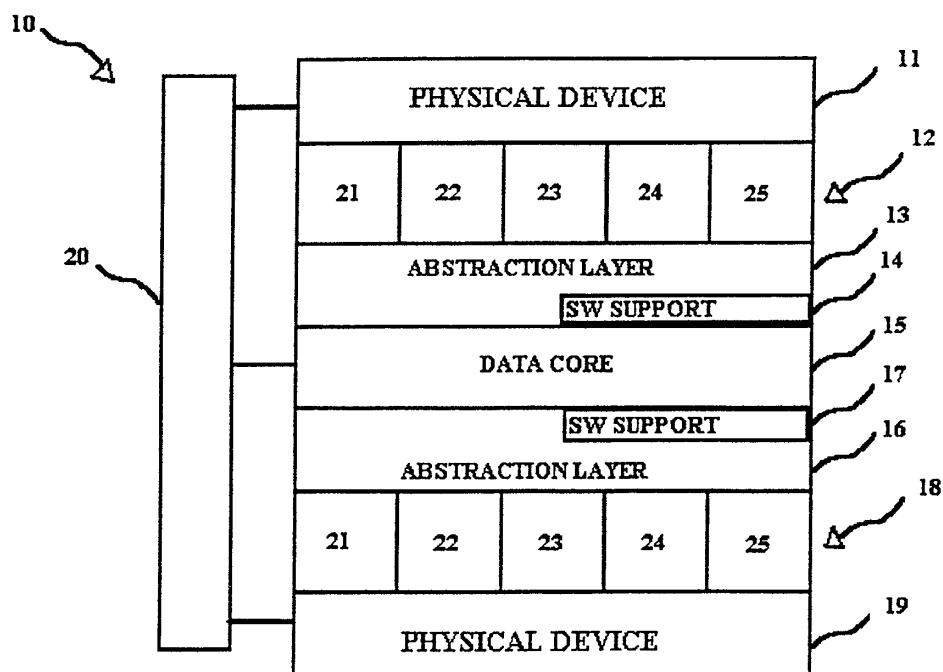 10
11
PHYSICAL DEVICE
12
21 22 23 24 25
13
ABSTRACTION LAYER
14
SW SUPPORT
20
15
DATA CORE
17
SW SUPPORT
16
ABSTRACTION LAYER
18
21 22 23 24 25
19
PHYSICAL DEVICE